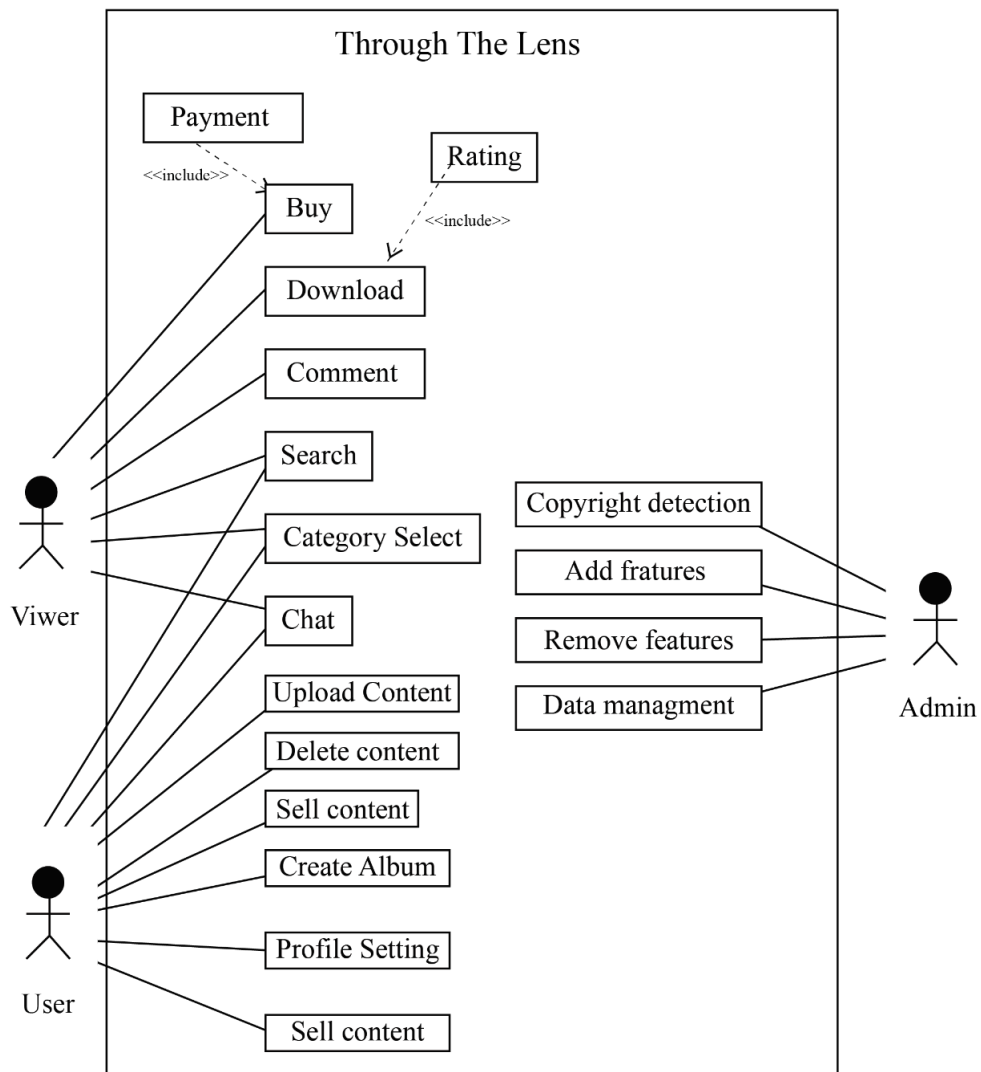 Through The Lens
Payment
<<include>>
Rating
<<include>>
Buy
Download
Comment
Search
Category Select
Chat
Upload Content
Delete content
Sell content
Create Album
Profile Setting
Sell content
Viwer
User
Copyright detection
Add fratures
Remove features
Data managment
Admin